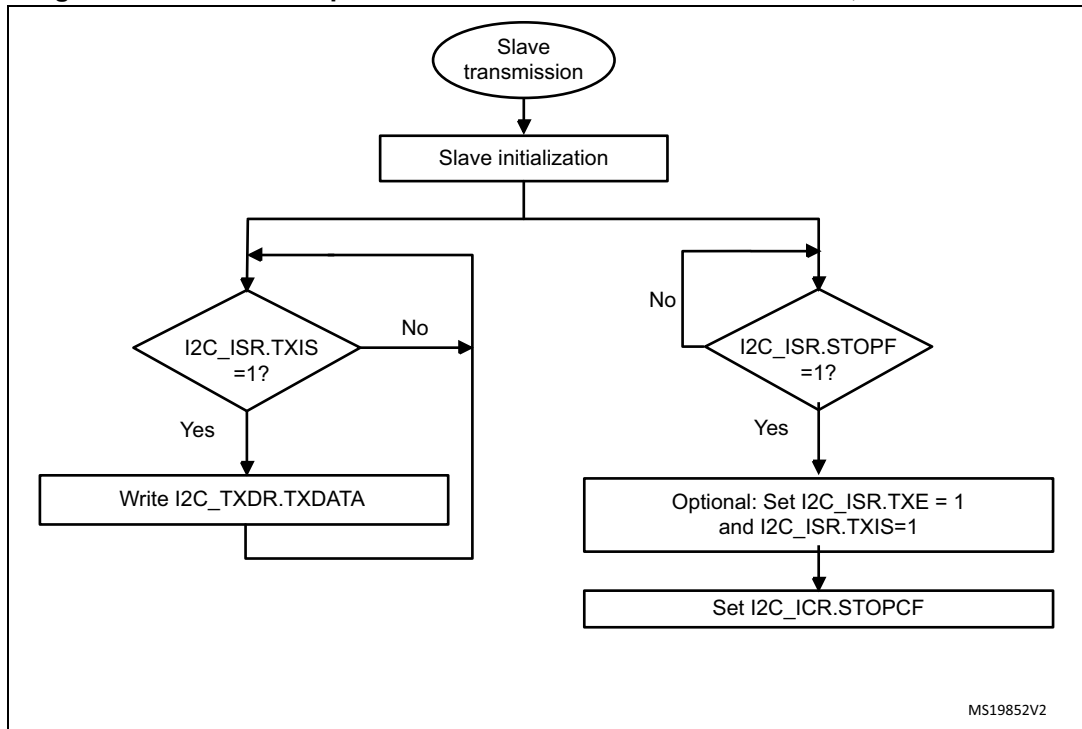 Slave
transmission
Slave initialization
I2C_ISR.TXIS
=1?
No
Yes
Write I2C_TXDR.TXDATA
No
I2C_ISR.STOPF
=1?
Yes
Optional: Set I2C_ISR.TXE = 1
and I2C_ISR.TXIS=1
Set I2C_ICR.STOPCF
MS19852V2